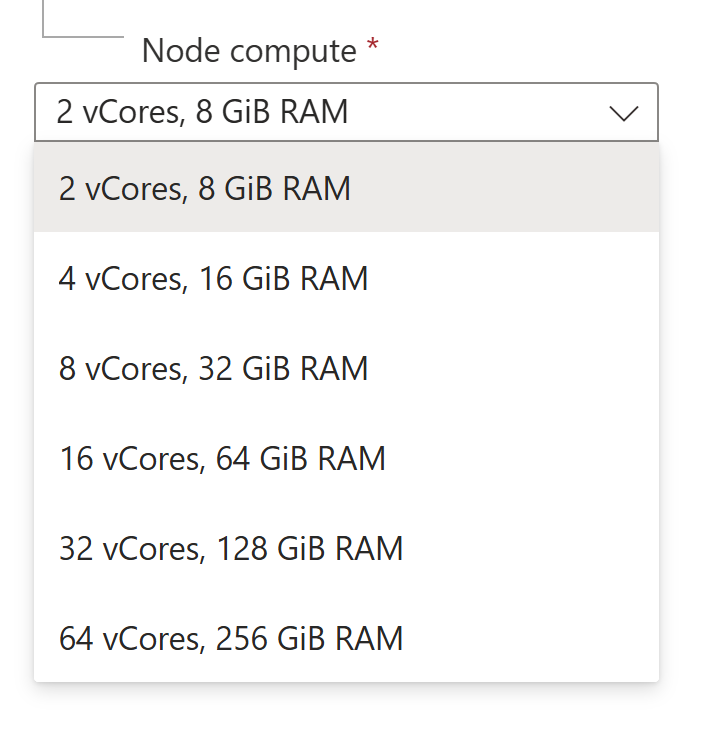 Node compute *
2 vCores, 8 GiB RAM
2 vCores, 8 GiB RAM
4 vCores, 16 GiB RAM
8 vCores, 32 GiB RAM
16 vCores, 64 GiB RAM
32 vCores, 128 GiB RAM
64 vCores, 256 GiB RAM